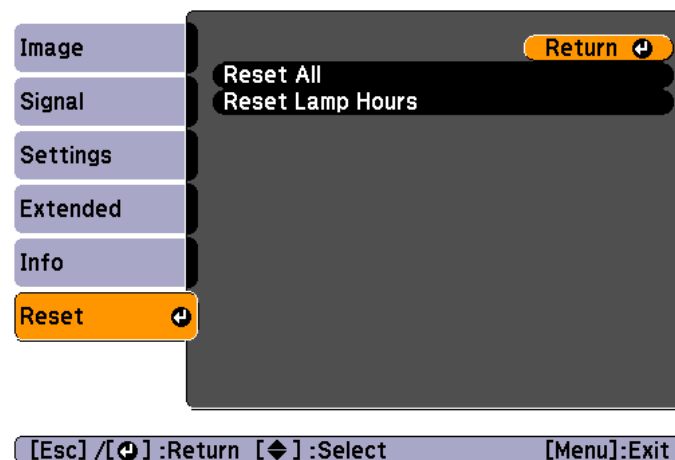 Image
Signal
Settings
Extended
Info
Reset
Return
Reset All
Reset Lamp Hours
[Esc] /[ ] :Return [ ] :Select [Menu]:Exit